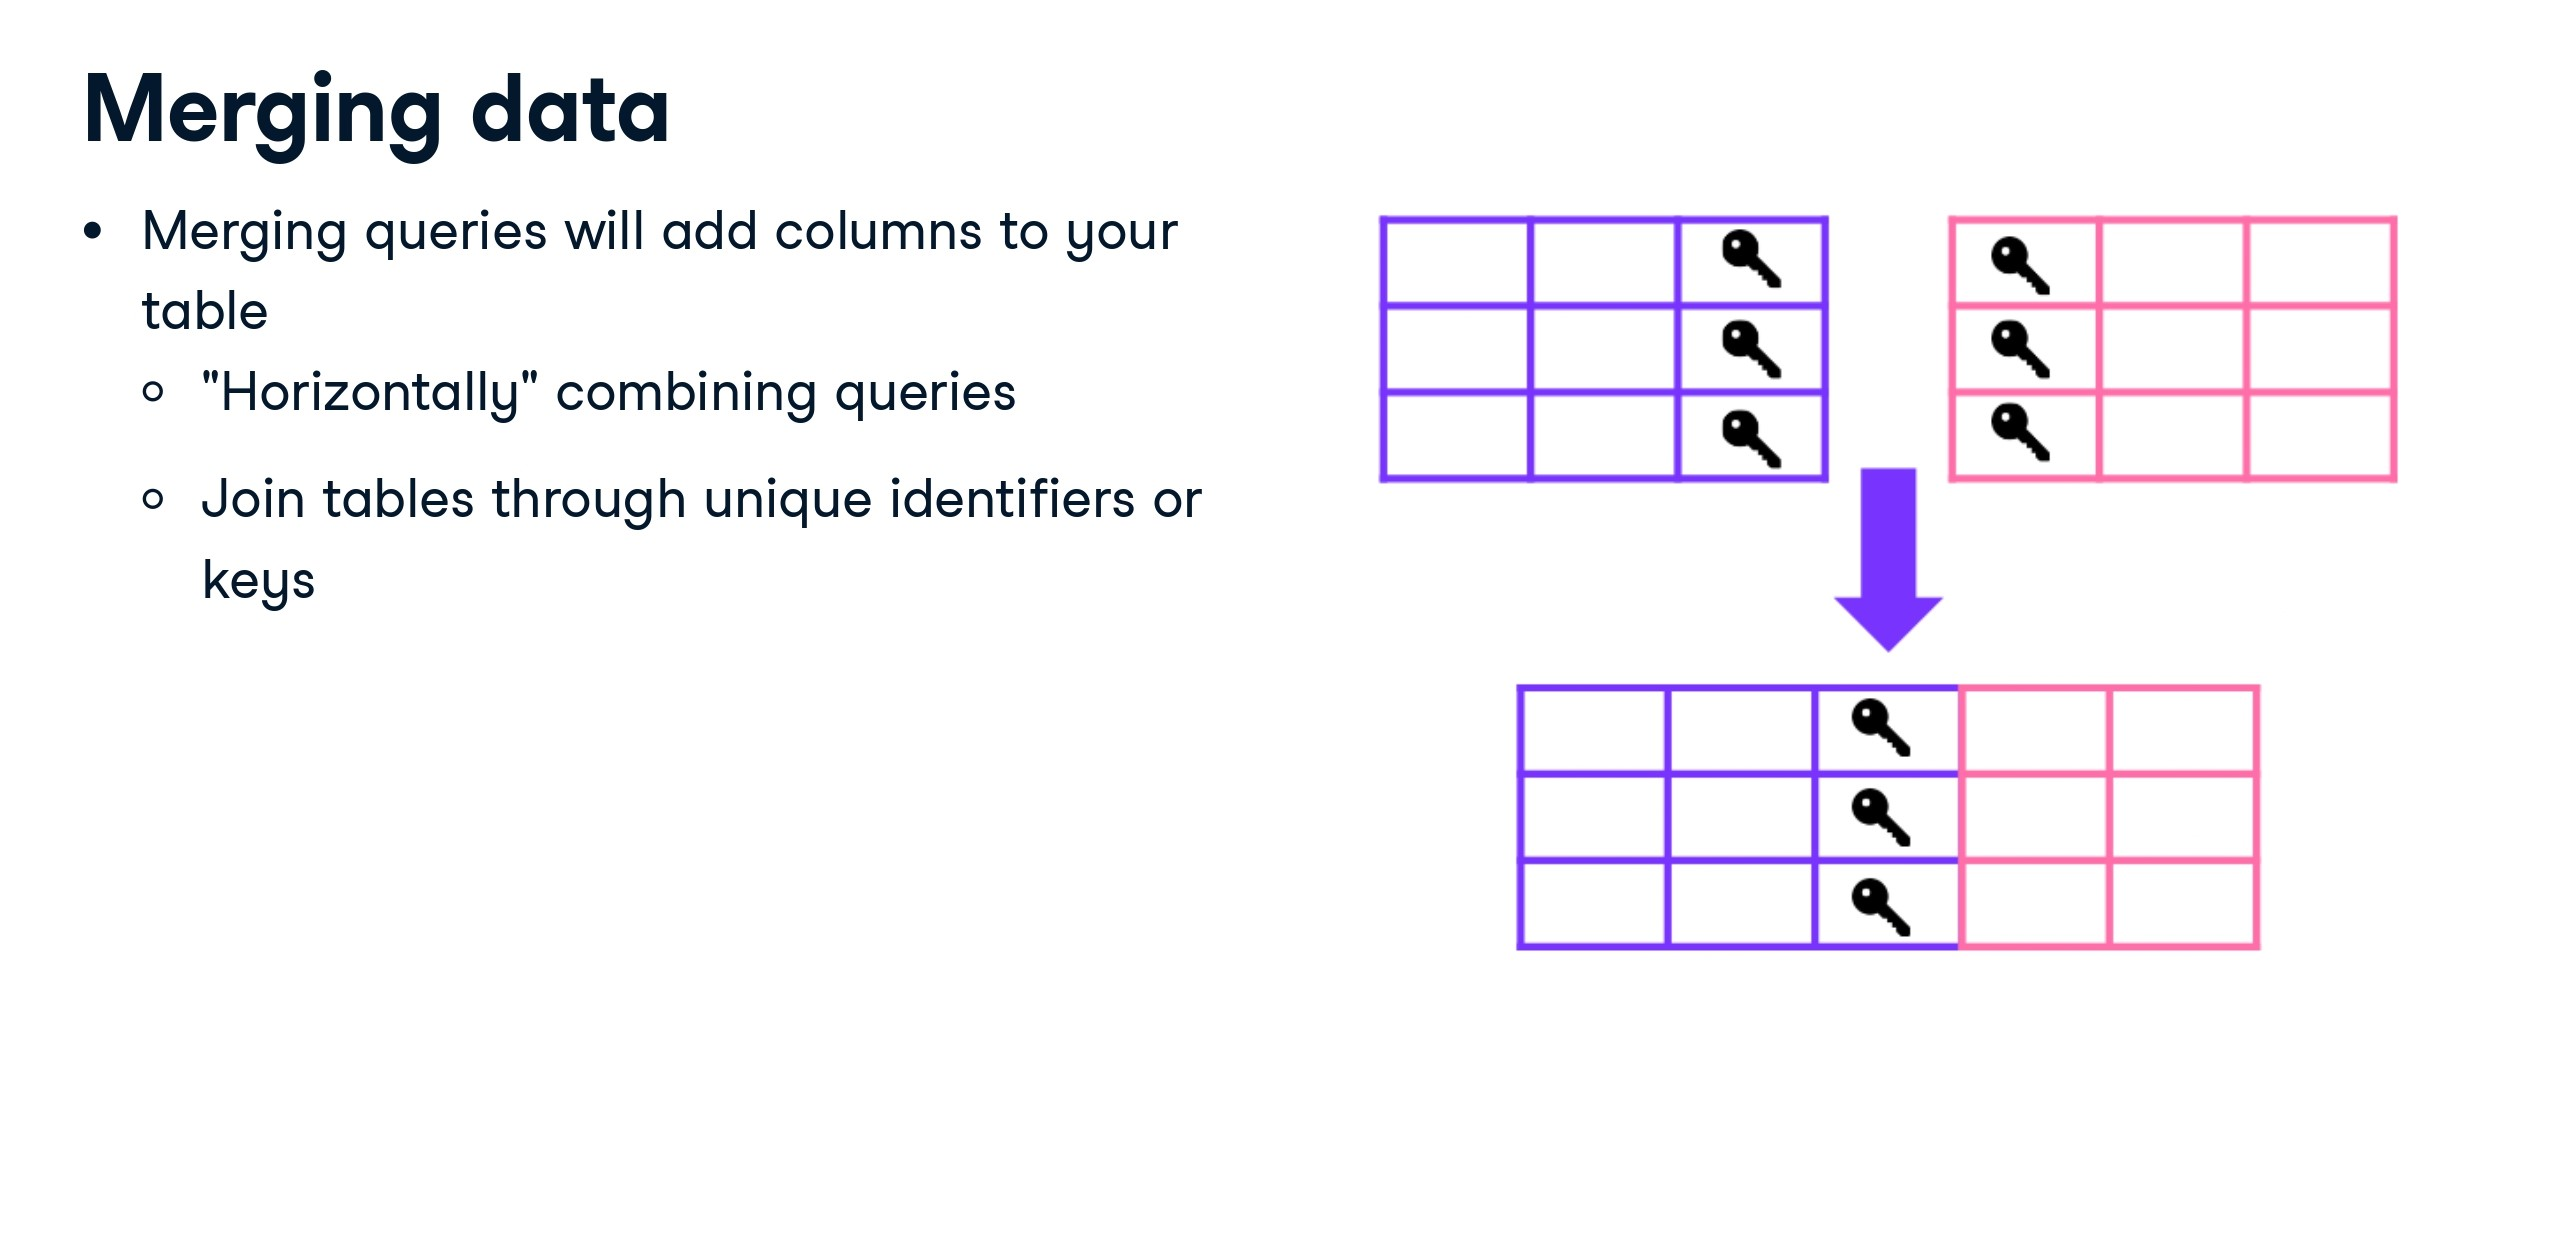 Merging data
• Merging queries will add columns to your
table
○ "Horizontally" combining queries
○ Join tables through unique identifiers or
keys